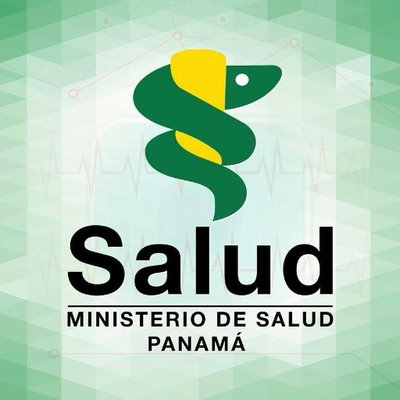 Salud
MINISTERIO DE SALUD
PANAMÁ